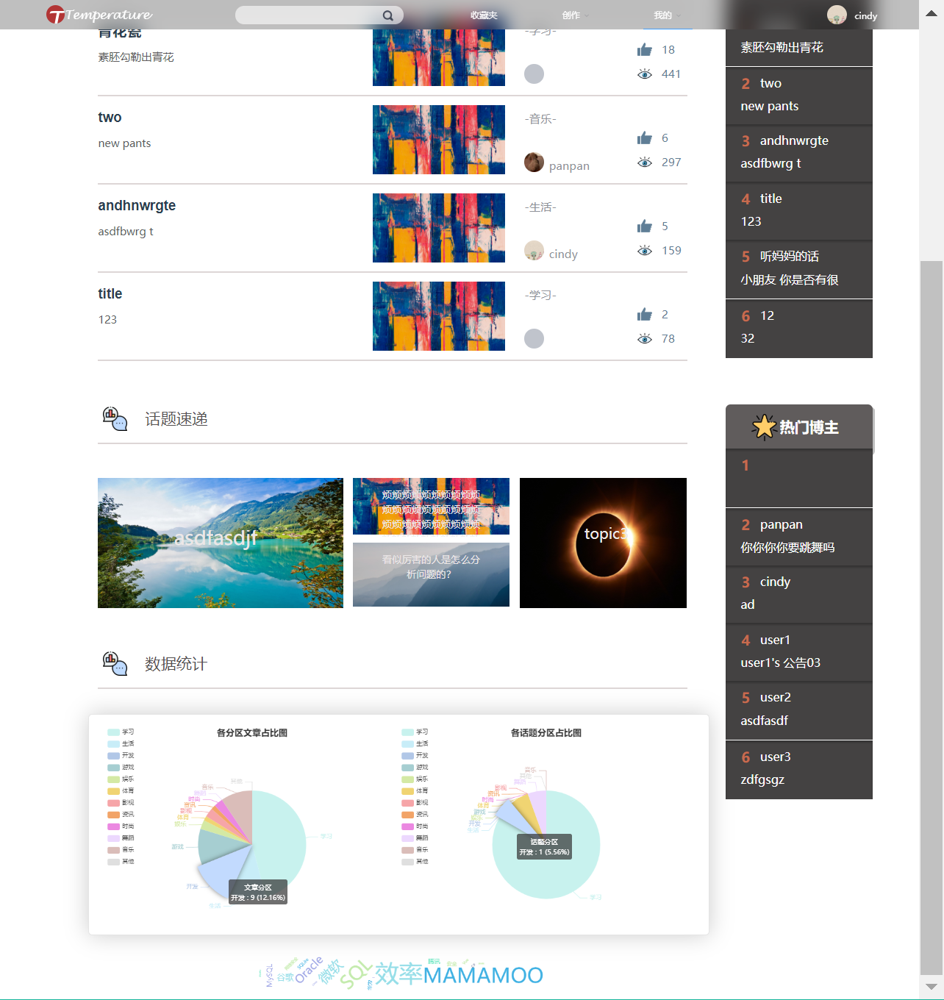 Temperature
收藏夹
创作
我的
cindy
青花瓷
素胚勾勒出青花
-学习-
18
441
two
new pants
-音乐-
6
panpan
297
andhnwrgte
asdfbwrg t
-生活-
5
cindy
159
title
123
-学习-
2
78
素胚勾勒出青花
2 two
new pants
3 andhnwrgte
asdfbwrg t
4 title
123
5 听妈妈的话
小朋友 你是否有很
6 12
32
话题速递
asdfasdjf
烦烦烦烦烦烦烦烦烦烦
烦烦烦烦烦烦烦烦烦烦
烦烦烦烦烦烦烦烦烦烦
看似厉害的人是怎么分
析问题的?
topic3
热门博主
1
2 panpan
你你你你要跳舞吗
3 cindy
ad
4 user1
user1's 公告03
5 user2
asdfasdf
6 user3
zdfgsgz
数据统计
各分区文章占比图
学习
生活
开发
游戏
娱乐
体育
影视
资讯
时尚
舞蹈
音乐
其他
其他
音乐
舞蹈
时尚
资讯
影视
体育
娱乐
游戏
开发
生活
学习
文章分区
开发 : 9 (12.16%)
各话题分区占比图
学习
生活
开发
游戏
娱乐
体育
影视
资讯
时尚
舞蹈
音乐
其他
音乐
其他
舞蹈
影视
资讯
时尚
体育
游戏
娱乐
开发
生活
学习
话题分区
开发 : 1 (5.56%)
MySQL
谷歌
SQLite
Oracle
微软
SQL
效率
MAMAMOO
腾讯
安全